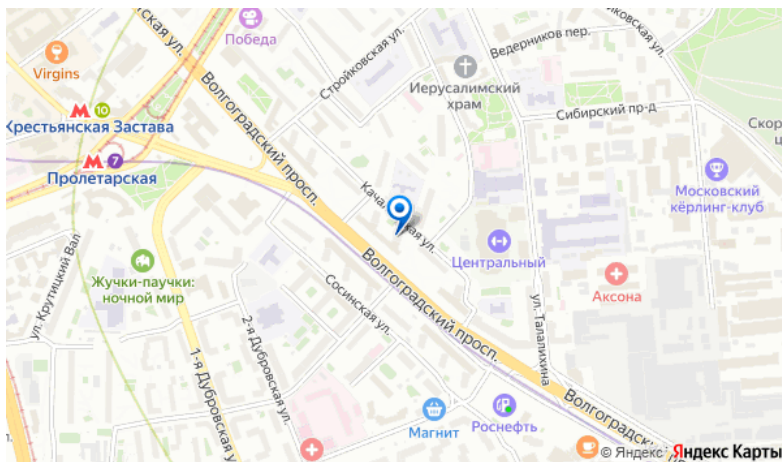 Победа
Virgins
Стройковская ул.
Ведерников пер.
Волгоградский просп.
Иерусалимский
храм
10
Крестьянская Застава
Сибирский пр-д
7
Пролетарская
Московский
кёрлинг-клуб
Центральный
Волгоградский просп.
Аксона
Жучки-паучки:
ночной мир
ул. Крутицкий Вал
Сосинская ул.
ул. Талалихина
2-я Дубровская ул.
1-я Дубровская у
Магнит
Роснефть
Волгоградский
© Яндекс
Яндекс Карты